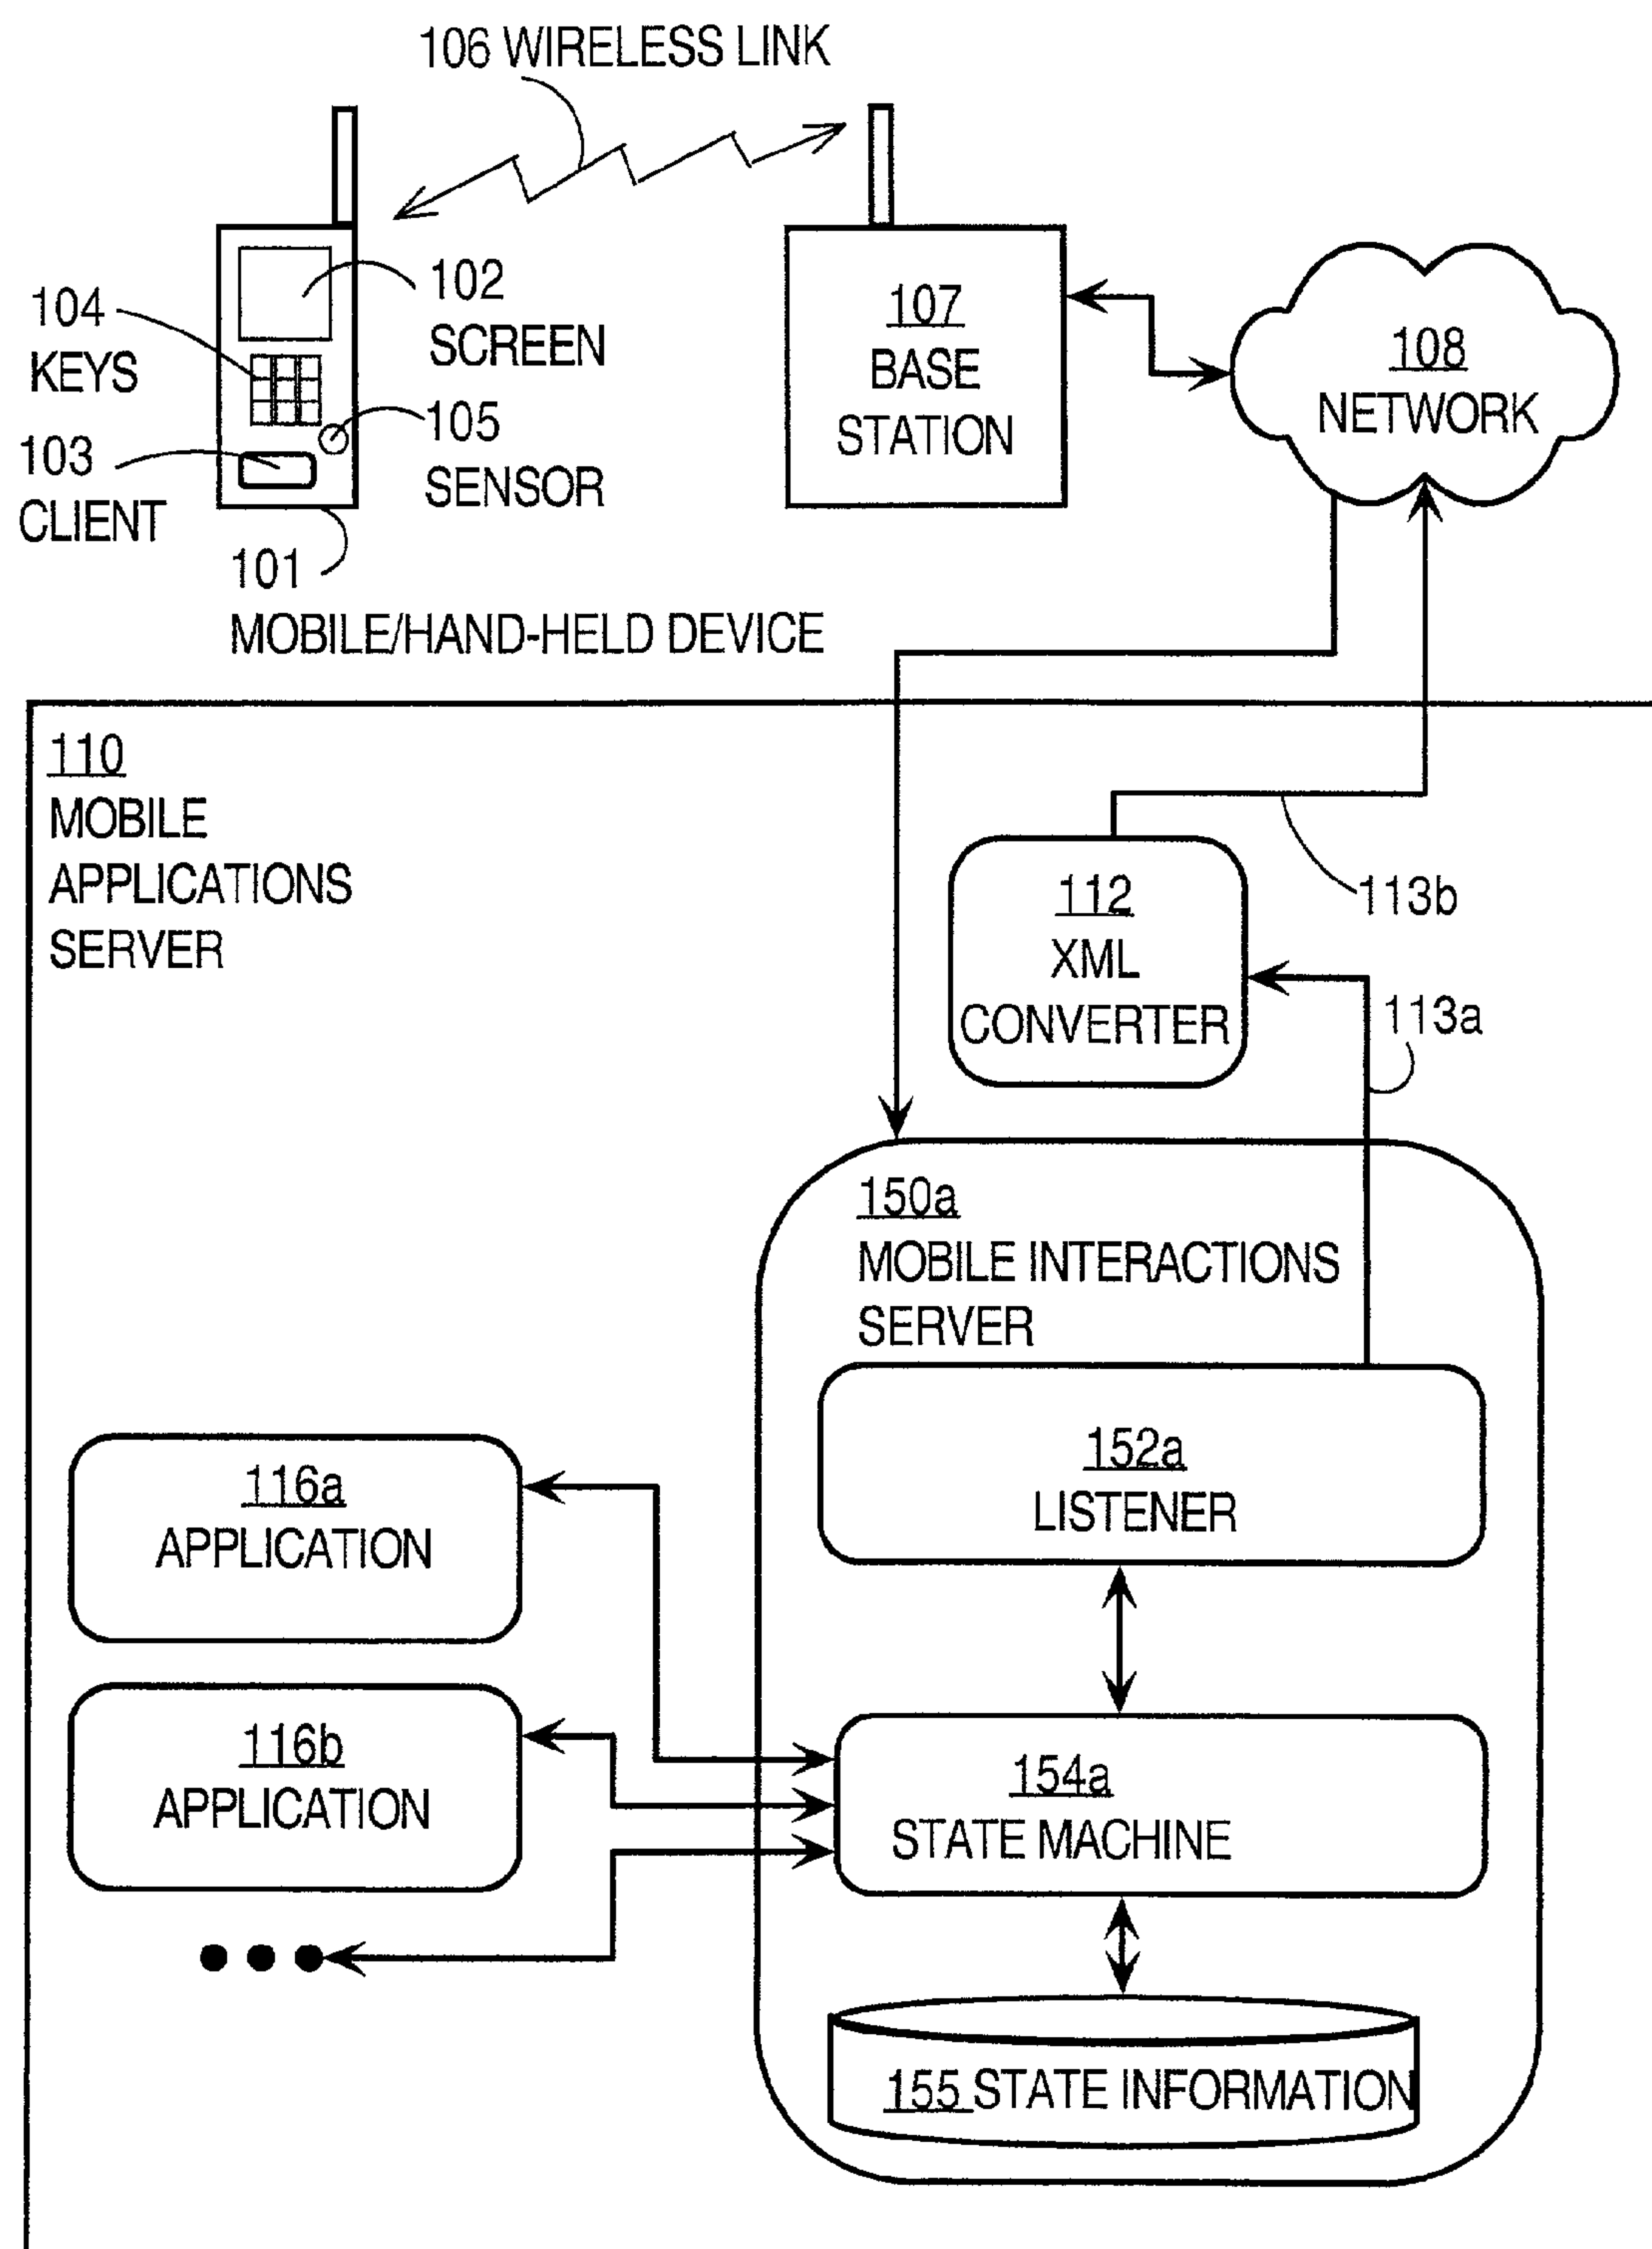 106 WIRELESS LINK
102
SCREEN
104
KEYS
105
SENSOR
103
CLIENT
101
MOBILE/HAND-HELD DEVICE
107
BASE
STATION
108
NETWORK
110
MOBILE
APPLICATIONS
SERVER
113b
112
XML
CONVERTER
113a
150a
MOBILE INTERACTIONS
SERVER
152a
LISTENER
116a
APPLICATION
116b
APPLICATION
154a
STATE MACHINE
155 STATE INFORMATION